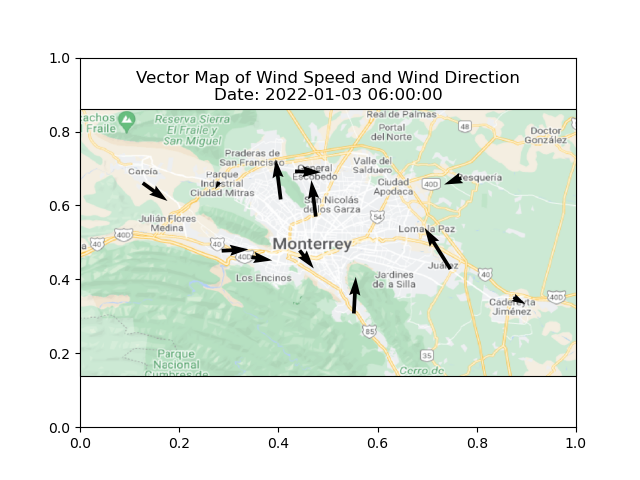 1.0
Vector Map of Wind Speed and Wind Direction
Date: 2022-01-03 06:00:00
Real de Palmas
achos
e Fraile
Reserva Sierra
El Fraile y
San Miguel
48
Portal
del Norte
Doctor
González
0.8
Praderas de
San Francisco
Valle del
Salduero
García
General
Escobedo
Parque
Industrial
Ciudad Mitras
Ciudad
Apodaca
40D
Pesquería
0.6
San Nicolás
de los Garza
Julián Flores
Medina
54
Loma la Paz
40
40D
40D
Monterrey
0.4
Los Encinos
Jardines
de la Silla
Juárez
40
40D
Cadereyta
Jiménez
85
0.2
Parque
Nacional
Cumbres de
35
Cerro de
0.0
0.0 0.2 0.4 0.6 0.8 1.0